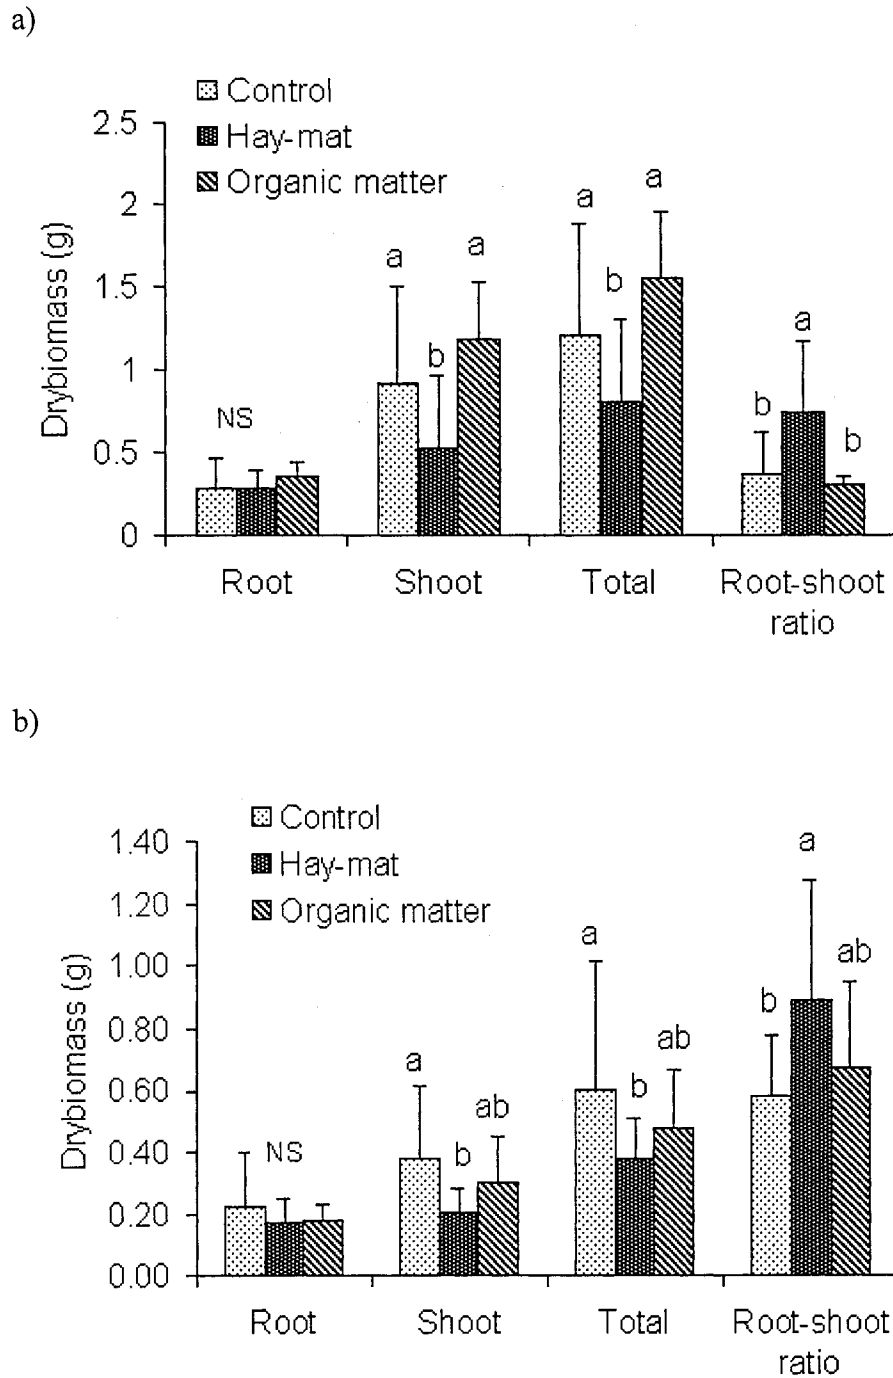 a)
Control
Hay-mat
Organic matter
2.5
2
1.5
1
0.5
0
Drybiomass (g)
NS
a
b
a
a
b
a
b
a
b
Root
Shoot
Total
Root-shoot
ratio
b)
Control
Hay-mat
Organic matter
1.40
1.20
1.00
0.80
0.60
0.40
0.20
0.00
Drybiomass (g)
NS
a
b
ab
a
b
ab
b
a
ab
Root
Shoot
Total
Root-shoot
ratio